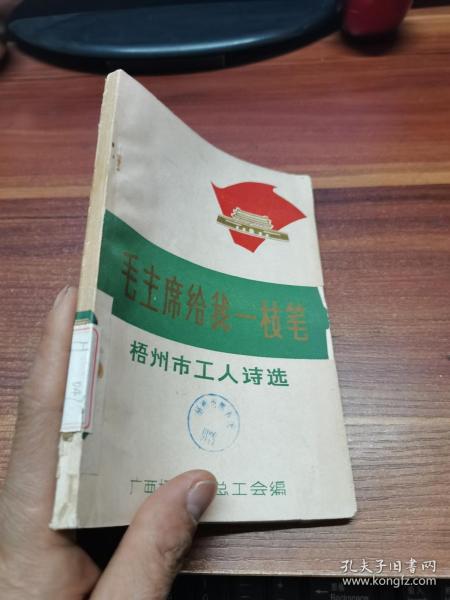 毛主席给我一枝笔
梧州市工人诗选
广西
总工会编
H
孔夫子旧书网
www.kongfz.com
Backspace